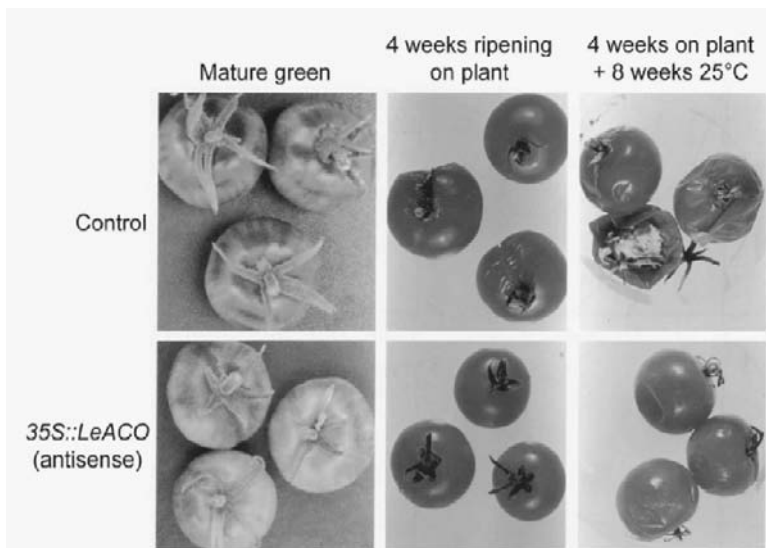 Mature green
4 weeks ripening
on plant
4 weeks on plant
+ 8 weeks 25°C
Control
35S::LeACO
(antisense)